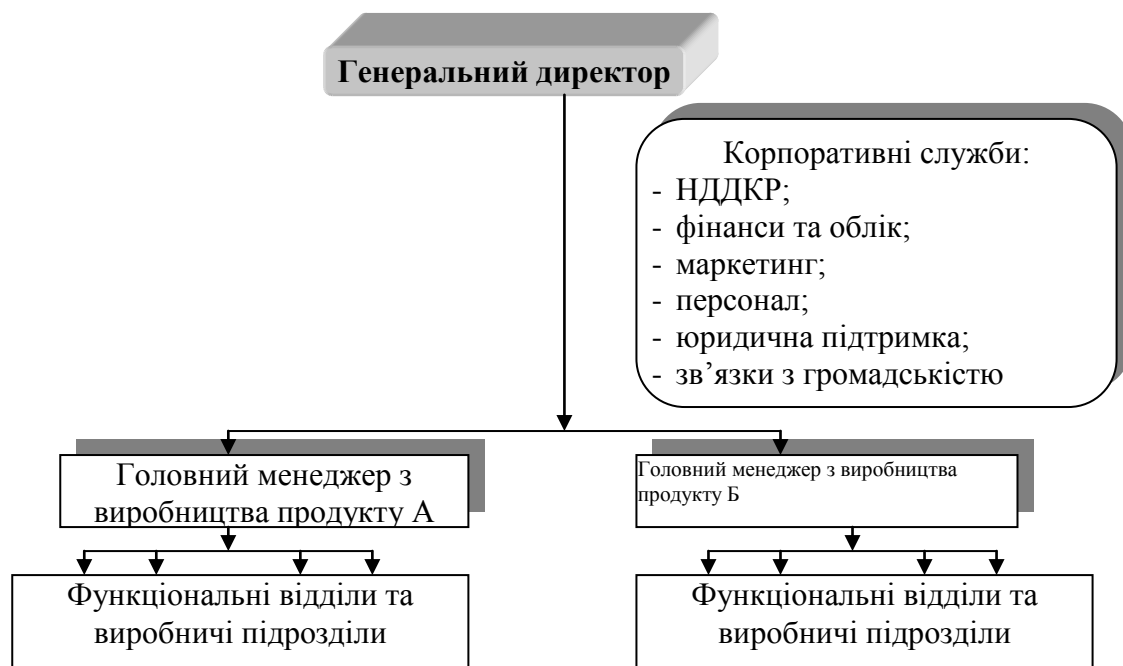 Генеральний директор
Корпоративні служби:
- НДДКР;
- фінанси та облік;
- маркетинг;
- персонал;
- юридична підтримка;
- зв’язки з громадськістю
Головний менеджер з
виробництва продукту А
Головний менеджер з виробництва
продукту Б
Функціональні відділи та
виробничі підрозділи
Функціональні відділи та
виробничі підрозділи